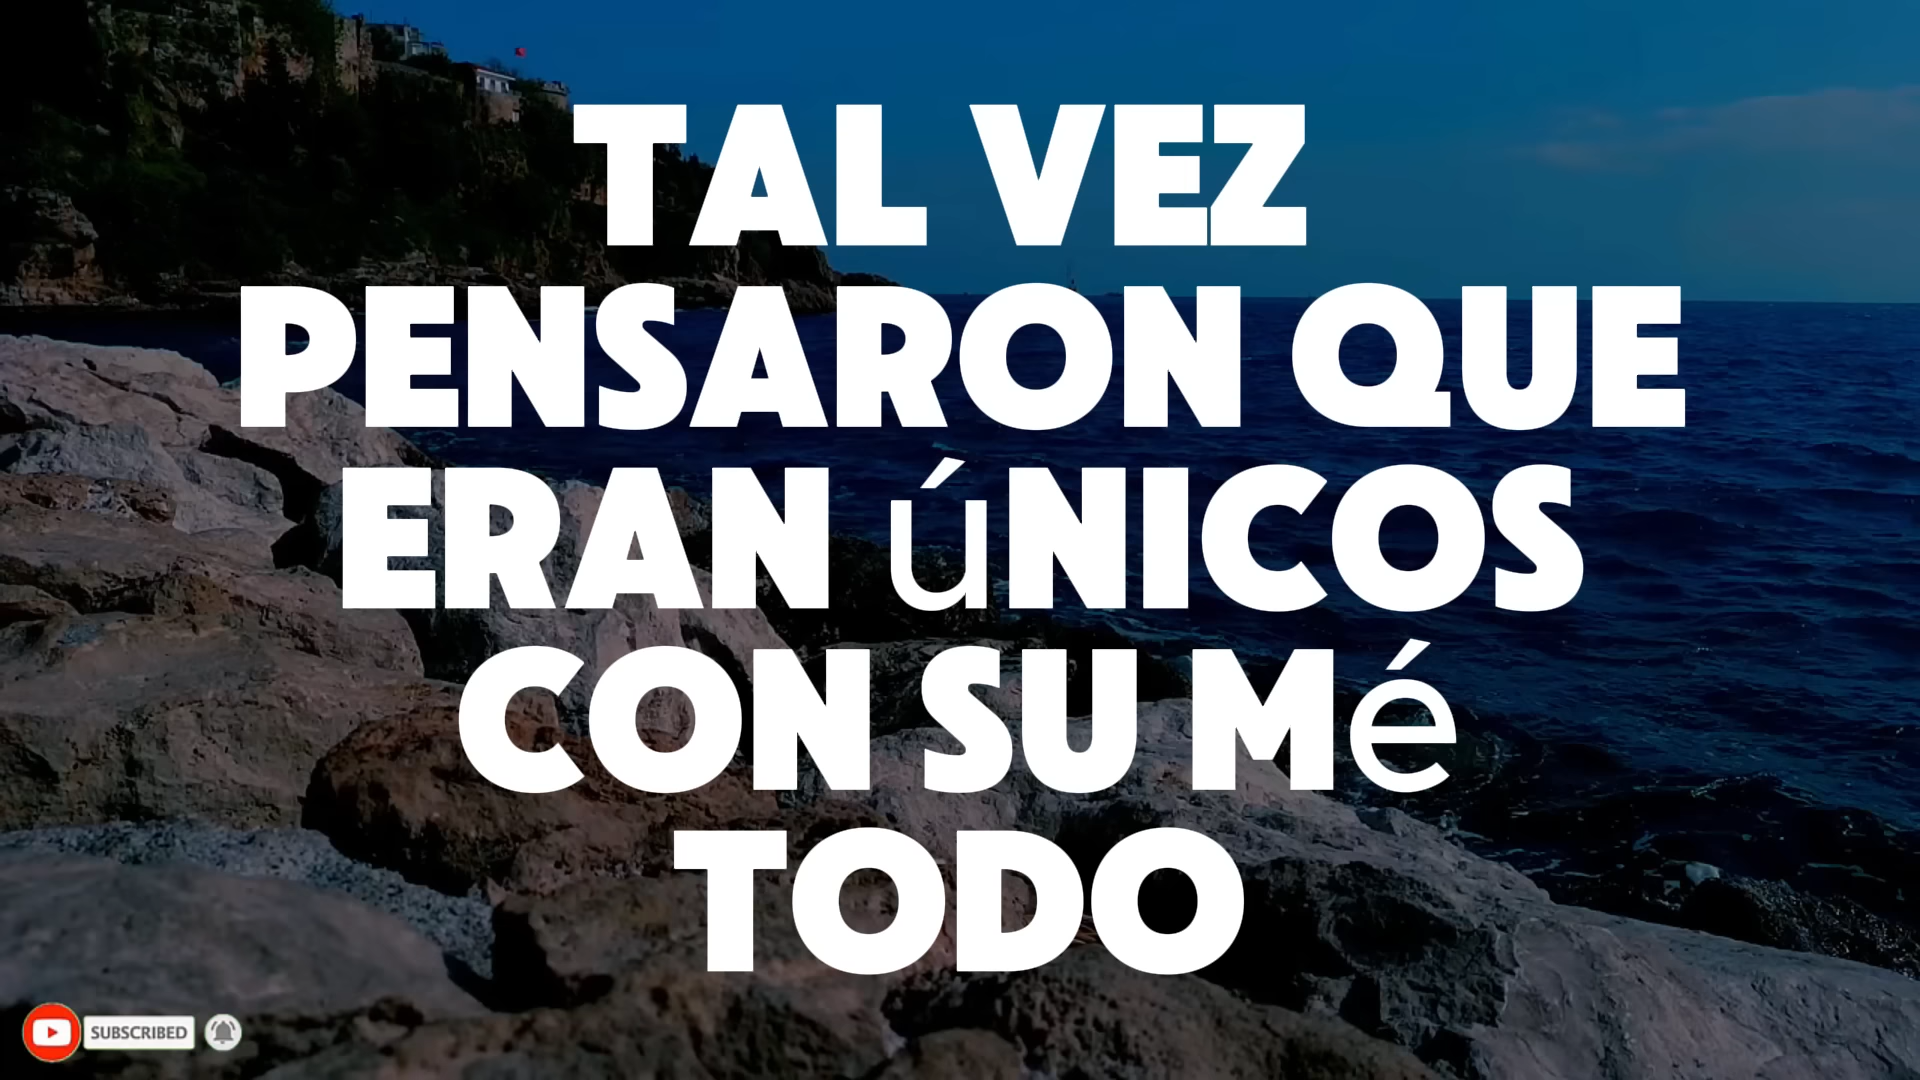 TAL VEZ
PENSARON QUE
ERAN úNICOS
CON SU Mé
TODO
SUBSCRIBED